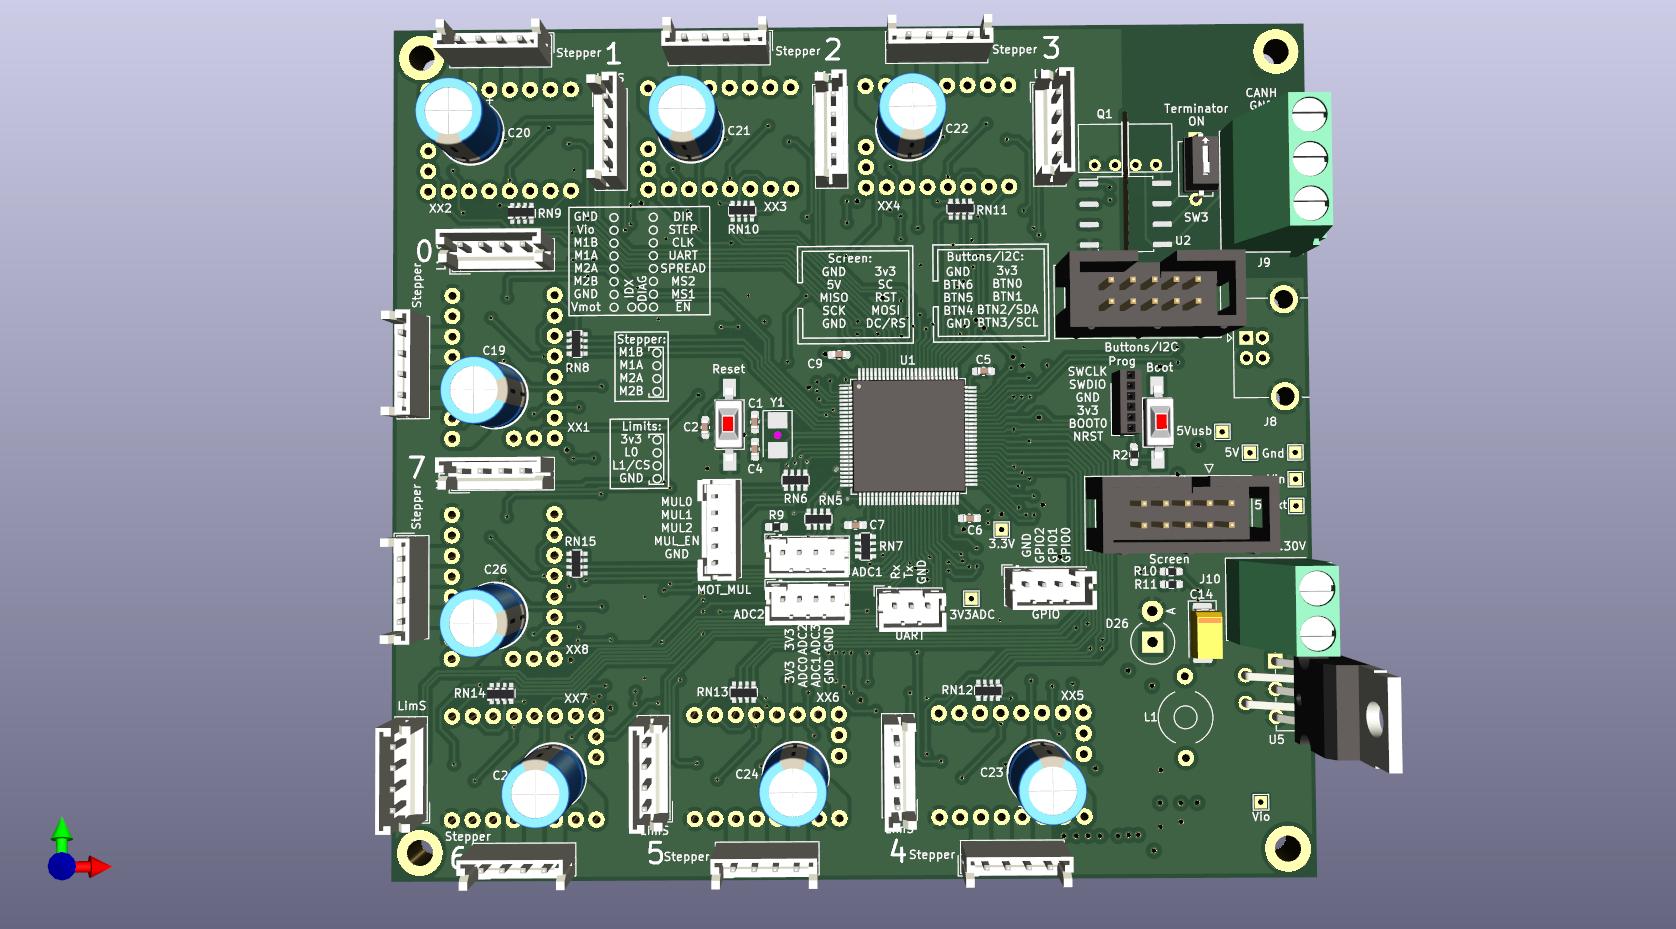 Stepper 1
Stepper 2
Stepper 3
C20
C21
C22
XX2
XX3
XX4
RN9
RN10
RN11
Q1
Terminator
ON
SW3
U2
CANH
J9
0
Stepper
GND DIR
Vio STEP
M1B CLK
M1A UART
M2A SPREAD
M2B MS2
GND MS1
Vmot EN
IDX
DIAG
Screen:
GND 3v3
5V SC
MISO RST
SCK MOSI
GND DC/RS
Buttons/I2C:
GND 3v3
BTN6 BTN0
BTN5 BTN1
BTN4 BTN2/SDA
GND BTN3/SCL
C19
RN8
XX1
Stepper:
M1B
M1A
M2A
M2B
Limits:
3v3
L0
L1/CS
GND
Reset
C1
C2
C4
Y1
C9
U1
C5
Buttons/I2C
Prog
Boot
SWCLK
SWDIO
GND
3v3
BOOT0
NRST
R2
5Vusb
J8
5V
Gnd
7
Stepper
RN6
RN5
R9
C7
RN7
C6
3.3V
MUL0
MUL1
MUL2
MUL_EN
GND
MOT_MUL
ADC1
ADC2
Rx
Tx
GND
UART
3V3ADC
GND
GPIO2
GPIO1
GPIO0
GPIO
Screen
R10
R11
J10
C14
D26
A
RN15
C26
XX8
3V3 3V3
ADC0 ADC2
ADC1 ADC3
GND GND
RN14
XX7
RN13
XX6
RN12
XX5
LimS
L1
U5
C24
C23
Vio
Stepper
6
5 Stepper
4 Stepper